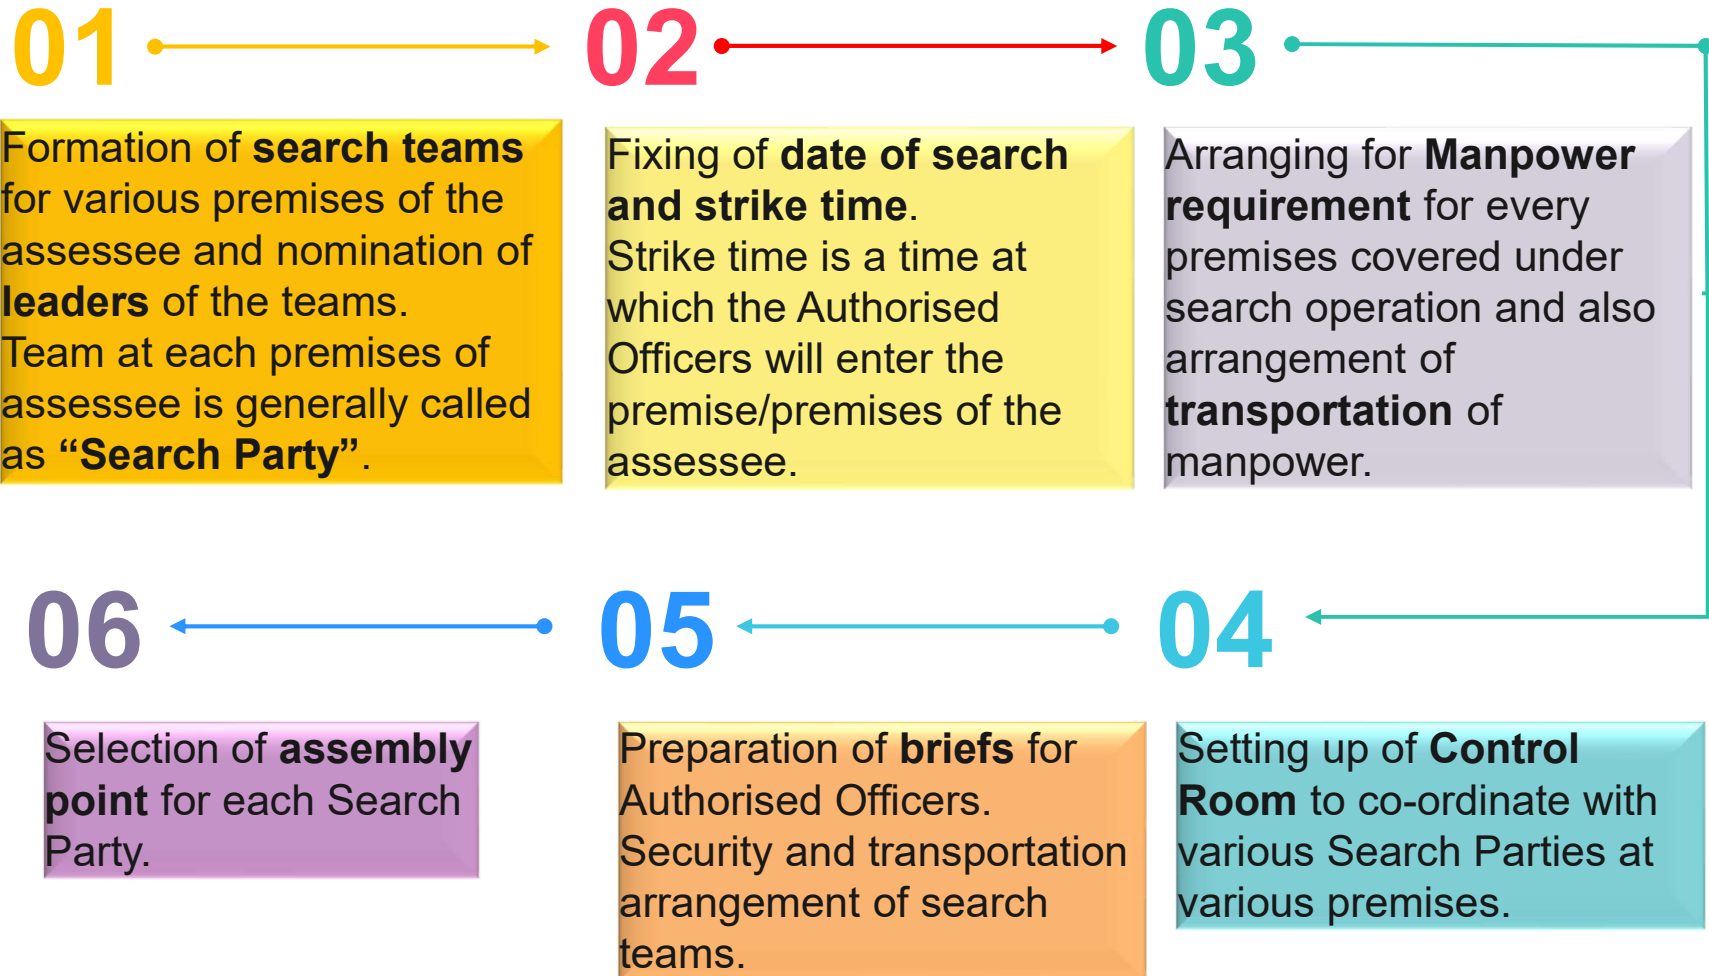 01
Formation of search teams
for various premises of the
assessee and nomination of
leaders of the teams.
Team at each premises of
assessee is generally called
as “Search Party”.
02
Fixing of date of search
and strike time.
Strike time is a time at
which the Authorised
Officers will enter the
premise/premises of the
assessee.
03
Arranging for Manpower
requirement for every
premises covered under
search operation and also
arrangement of
transportation of
manpower.
04
Setting up of Control
Room to co-ordinate with
various Search Parties at
various premises.
05
Preparation of briefs for
Authorised Officers.
Security and transportation
arrangement of search
teams.
06
Selection of assembly
point for each Search
Party.